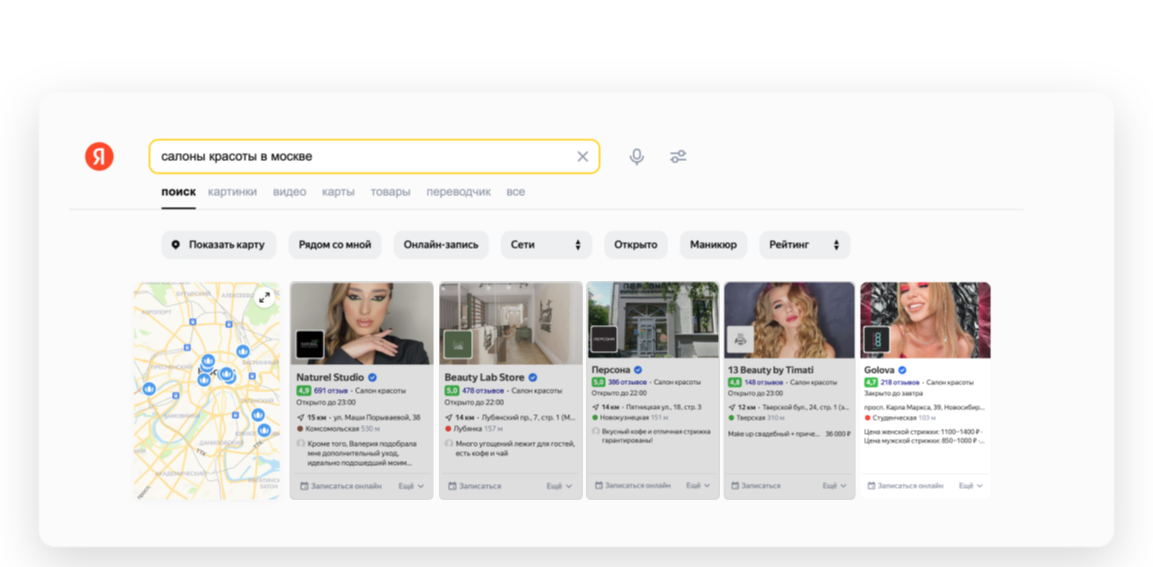 Я
салоны красоты в москве
поиск картинки видео карты товары переводчик все
Показать карту Рядом со мной Онлайн-запись Сети Открыто Маникюр Рейтинг
Naturel Studio
4,9 691 отзыв · Салон красоты
Открыто до 23:00
15 км · ул. Маши Порываевой, 38
Комсомольская 530 м
Кроме того, Валерия подобрала
мне дополнительный уход,
идеально подошедший моим...
Записаться онлайн Ещё
Beauty Lab Store
5,0 478 отзывов · Салон красоты
Открыто до 22:00
14 км · Лубянский пр., 7, стр. 1 (М...
Лубянка 157 м
Много угощений лежит для гостей,
есть кофе и чай
Записаться Ещё
ПЕРСОНА
Персона
5,0 386 отзывов · Салон красоты
Открыто до 22:00
14 км · Пятницкая ул., 18, стр. 3
Новокузнецкая 151 м
Вкусный кофе и отличная стрижка
гарантированы!
Записаться онлайн Ещё
13 Beauty by Timati
4,8 148 отзывов · Салон красоты
Открыто до 23:00
12 км · Тверской бул., 24, стр. 1 (э...
Тверская 310 м
Make up свадебный + приче... 36 000 ₽
Записаться Ещё
Golova
4,7 218 отзывов · Салон красоты
Закрыто до завтра
просп. Карла Маркса, 39, Новосибир...
Студенческая 103 м
Цена женской стрижки: 1100–1400 ₽ ·
Цена мужской стрижки: 850–1000 ₽ ·...
Записаться онлайн Ещё